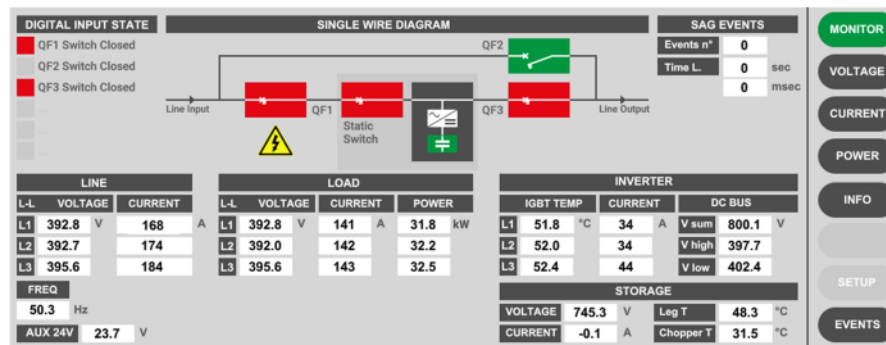 DIGITAL INPUT STATE
QF1 Switch Closed
QF2 Switch Closed
QF3 Switch Closed
...
...
...
SINGLE WIRE DIAGRAM
QF2
Line Input
QF1
Static
Switch
QF3
Line Output
SAG EVENTS
Events n° 0
Time L. 0 sec
0 msec
MONITOR
VOLTAGE
CURRENT
POWER
INFO
SETUP
EVENTS
LINE
L-L VOLTAGE CURRENT
L1 392.8 V 168 A
L2 392.7 174
L3 395.6 184
FREQ
50.3 Hz
AUX 24V 23.7 V
LOAD
L-L VOLTAGE CURRENT POWER
L1 392.8 V 141 A 31.8 kW
L2 392.0 142 32.2
L3 395.6 143 32.5
INVERTER
IGBT TEMP CURRENT DC BUS
L1 51.8 °C 34 A V sum 800.1 V
L2 52.0 34 V high 397.7
L3 52.4 44 V low 402.4
STORAGE
VOLTAGE 745.3 V Leg T 48.3 °C
CURRENT -0.1 A Chopper T 31.5 °C